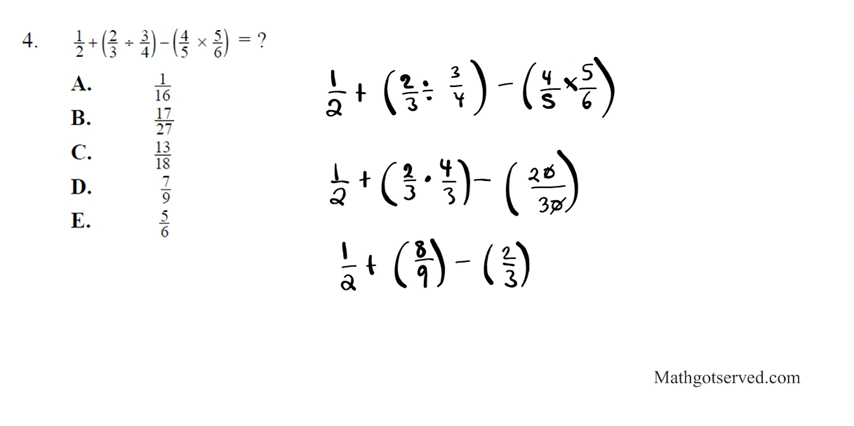 4. 1/2 + (2/3 ÷ 3/4) − (4/5 × 5/6) = ?
A. 1/16
B. 17/27
C. 13/18
D. 7/9
E. 5/6
1/2 + (2/3 ÷ 3/4) − (4/5 × 5/6)
1/2 + (2/3 · 4/3) − (20/30)
1/2 + (8/9) − (2/3)
Mathgotserved.com